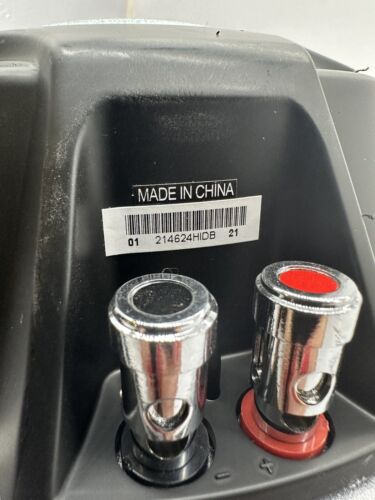 MADE IN CHINA
01 214624HIDB 21
- +